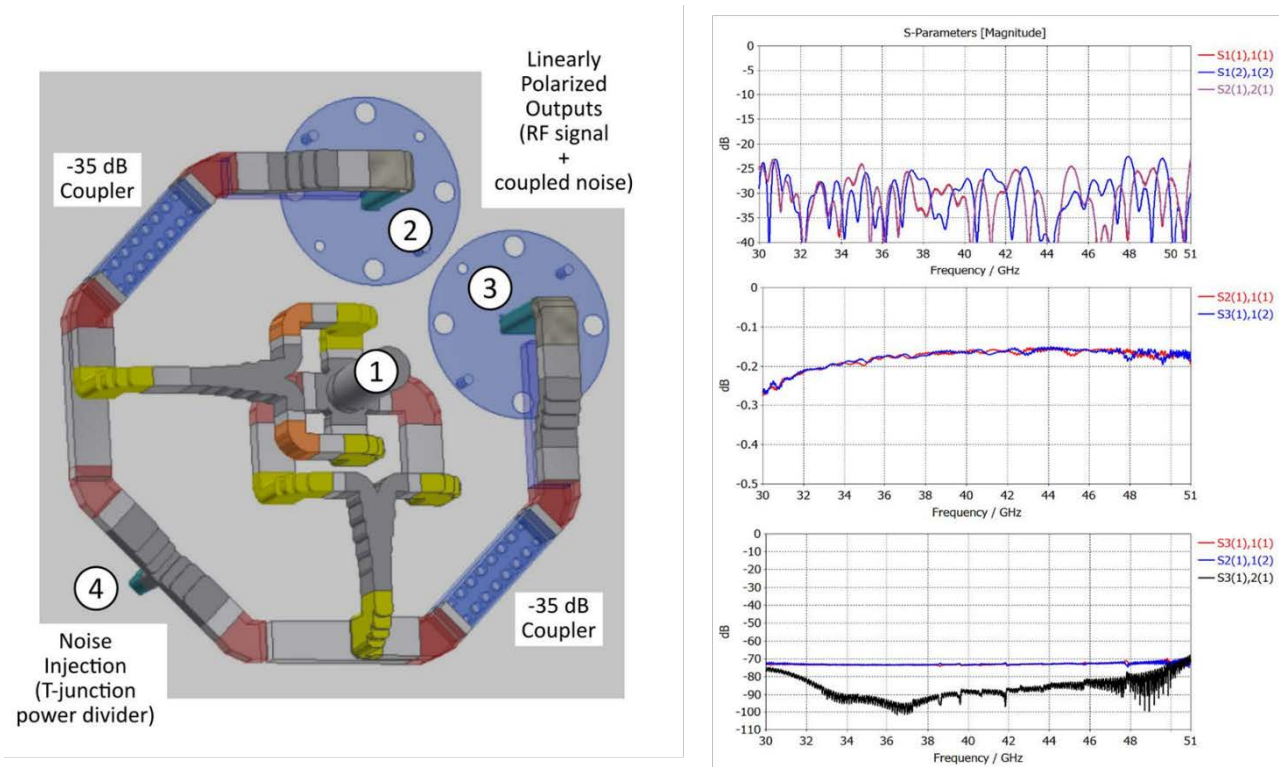 Linearly
Polarized
Outputs
(RF signal
+
coupled noise)
-35 dB
Coupler
2
3
1
4
-35 dB
Coupler
Noise
Injection
(T-junction
power divider)
S-Parameters [Magnitude]
0
-5
-10
-15
-20
-25
-30
-35
-40
dB
30 32 34 36 38 40 42 44 46 48 50 51
Frequency / GHz
S1(1),1(1)
S1(2),1(2)
S2(1),2(1)
0
-0.1
-0.2
-0.3
-0.4
-0.5
dB
30 32 34 36 38 40 42 44 46 48 51
Frequency / GHz
S2(1),1(1)
S3(1),1(2)
0
-10
-20
-30
-40
-50
-60
-70
-80
-90
-100
-110
dB
30 34 36 38 40 42 44 46 48 51
Frequency / GHz
S3(1),1(1)
S2(1),1(2)
S3(1),2(1)